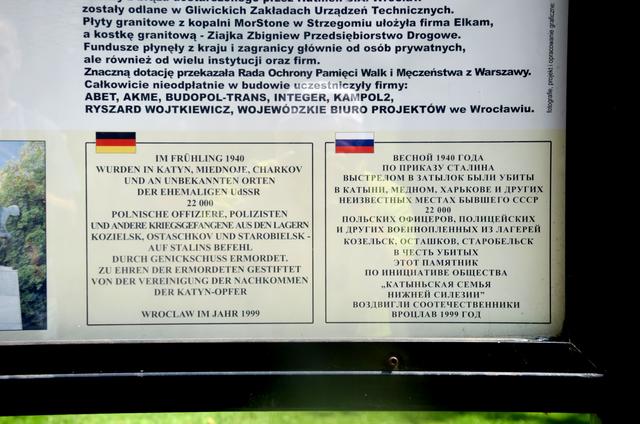 zostały odlane w Gliwickich Zakładach Urządzeń Technicznych.
Płyty granitowe z kopalni MorStone w Strzegomiu ułożyła firma Elkam,
a kostkę granitową - Ziajka Zbigniew Przedsiębiorstwo Drogowe.
Fundusze płynęły z kraju i zagranicy głównie od osób prywatnych,
ale również od wielu instytucji oraz firm.
Znaczną dotację przekazała Rada Ochrony Pamięci Walk i Męczeństwa z Warszawy.
Całkowicie nieodpłatnie w budowie uczestniczyły firmy:
ABET, AKME, BUDOPOL-TRANS, INTEGER, KAMPOL2,
RYSZARD WOJTKIEWICZ, WOJEWÓDZKIE BIURO PROJEKTÓW we Wrocławiu.
fotografie, projekt i opracowanie graficzne:
IM FRÜHLING 1940
WURDEN IN KATYN, MIEDNOJE, CHARKOV
UND AN UNBEKANNTEN ORTEN
DER EHEMALIGEN UdSSR
22 000
POLNISCHE OFFIZIERE, POLIZISTEN
UND ANDERE KRIEGSGEFANGENE AUS DEN LAGERN
KOZIELSK, OSTASCHKOV UND STAROBIELSK -
AUF STALINS BEFEHL
DURCH GENICKSCHUSS ERMORDET.
ZU EHREN DER ERMORDETEN GESTIFTET
VON DER VEREINIGUNG DER NACHKOMMEN
DER KATYN-OPFER
WROCLAW IM JAHR 1999
ВЕСНОЙ 1940 ГОДА
ПО ПРИКАЗУ СТАЛИНА
ВЫСТРЕЛОМ В ЗАТЫЛОК БЫЛИ УБИТЫ
В КАТЫНИ, МЕДНОМ, ХАРЬКОВЕ И ДРУГИХ
НЕИЗВЕСТНЫХ МЕСТАХ БЫВШЕГО СССР
22 000
ПОЛЬСКИХ ОФИЦЕРОВ, ПОЛИЦЕЙСКИХ
И ДРУГИХ ВОЕННОПЛЕННЫХ ИЗ ЛАГЕРЕЙ
КОЗЕЛЬСК, ОСТАШКОВ, СТАРОБЕЛЬСК
В ЧЕСТЬ УБИТЫХ
ЭТОТ ПАМЯТНИК
ПО ИНИЦИАТИВЕ ОБЩЕСТВА
„КАТЫНЬСКАЯ СЕМЬЯ
НИЖНЕЙ СИЛЕЗИИ”
ВОЗДВИГЛИ СООТЕЧЕСТВЕННИКИ
ВРОЦЛАВ 1999 ГОД